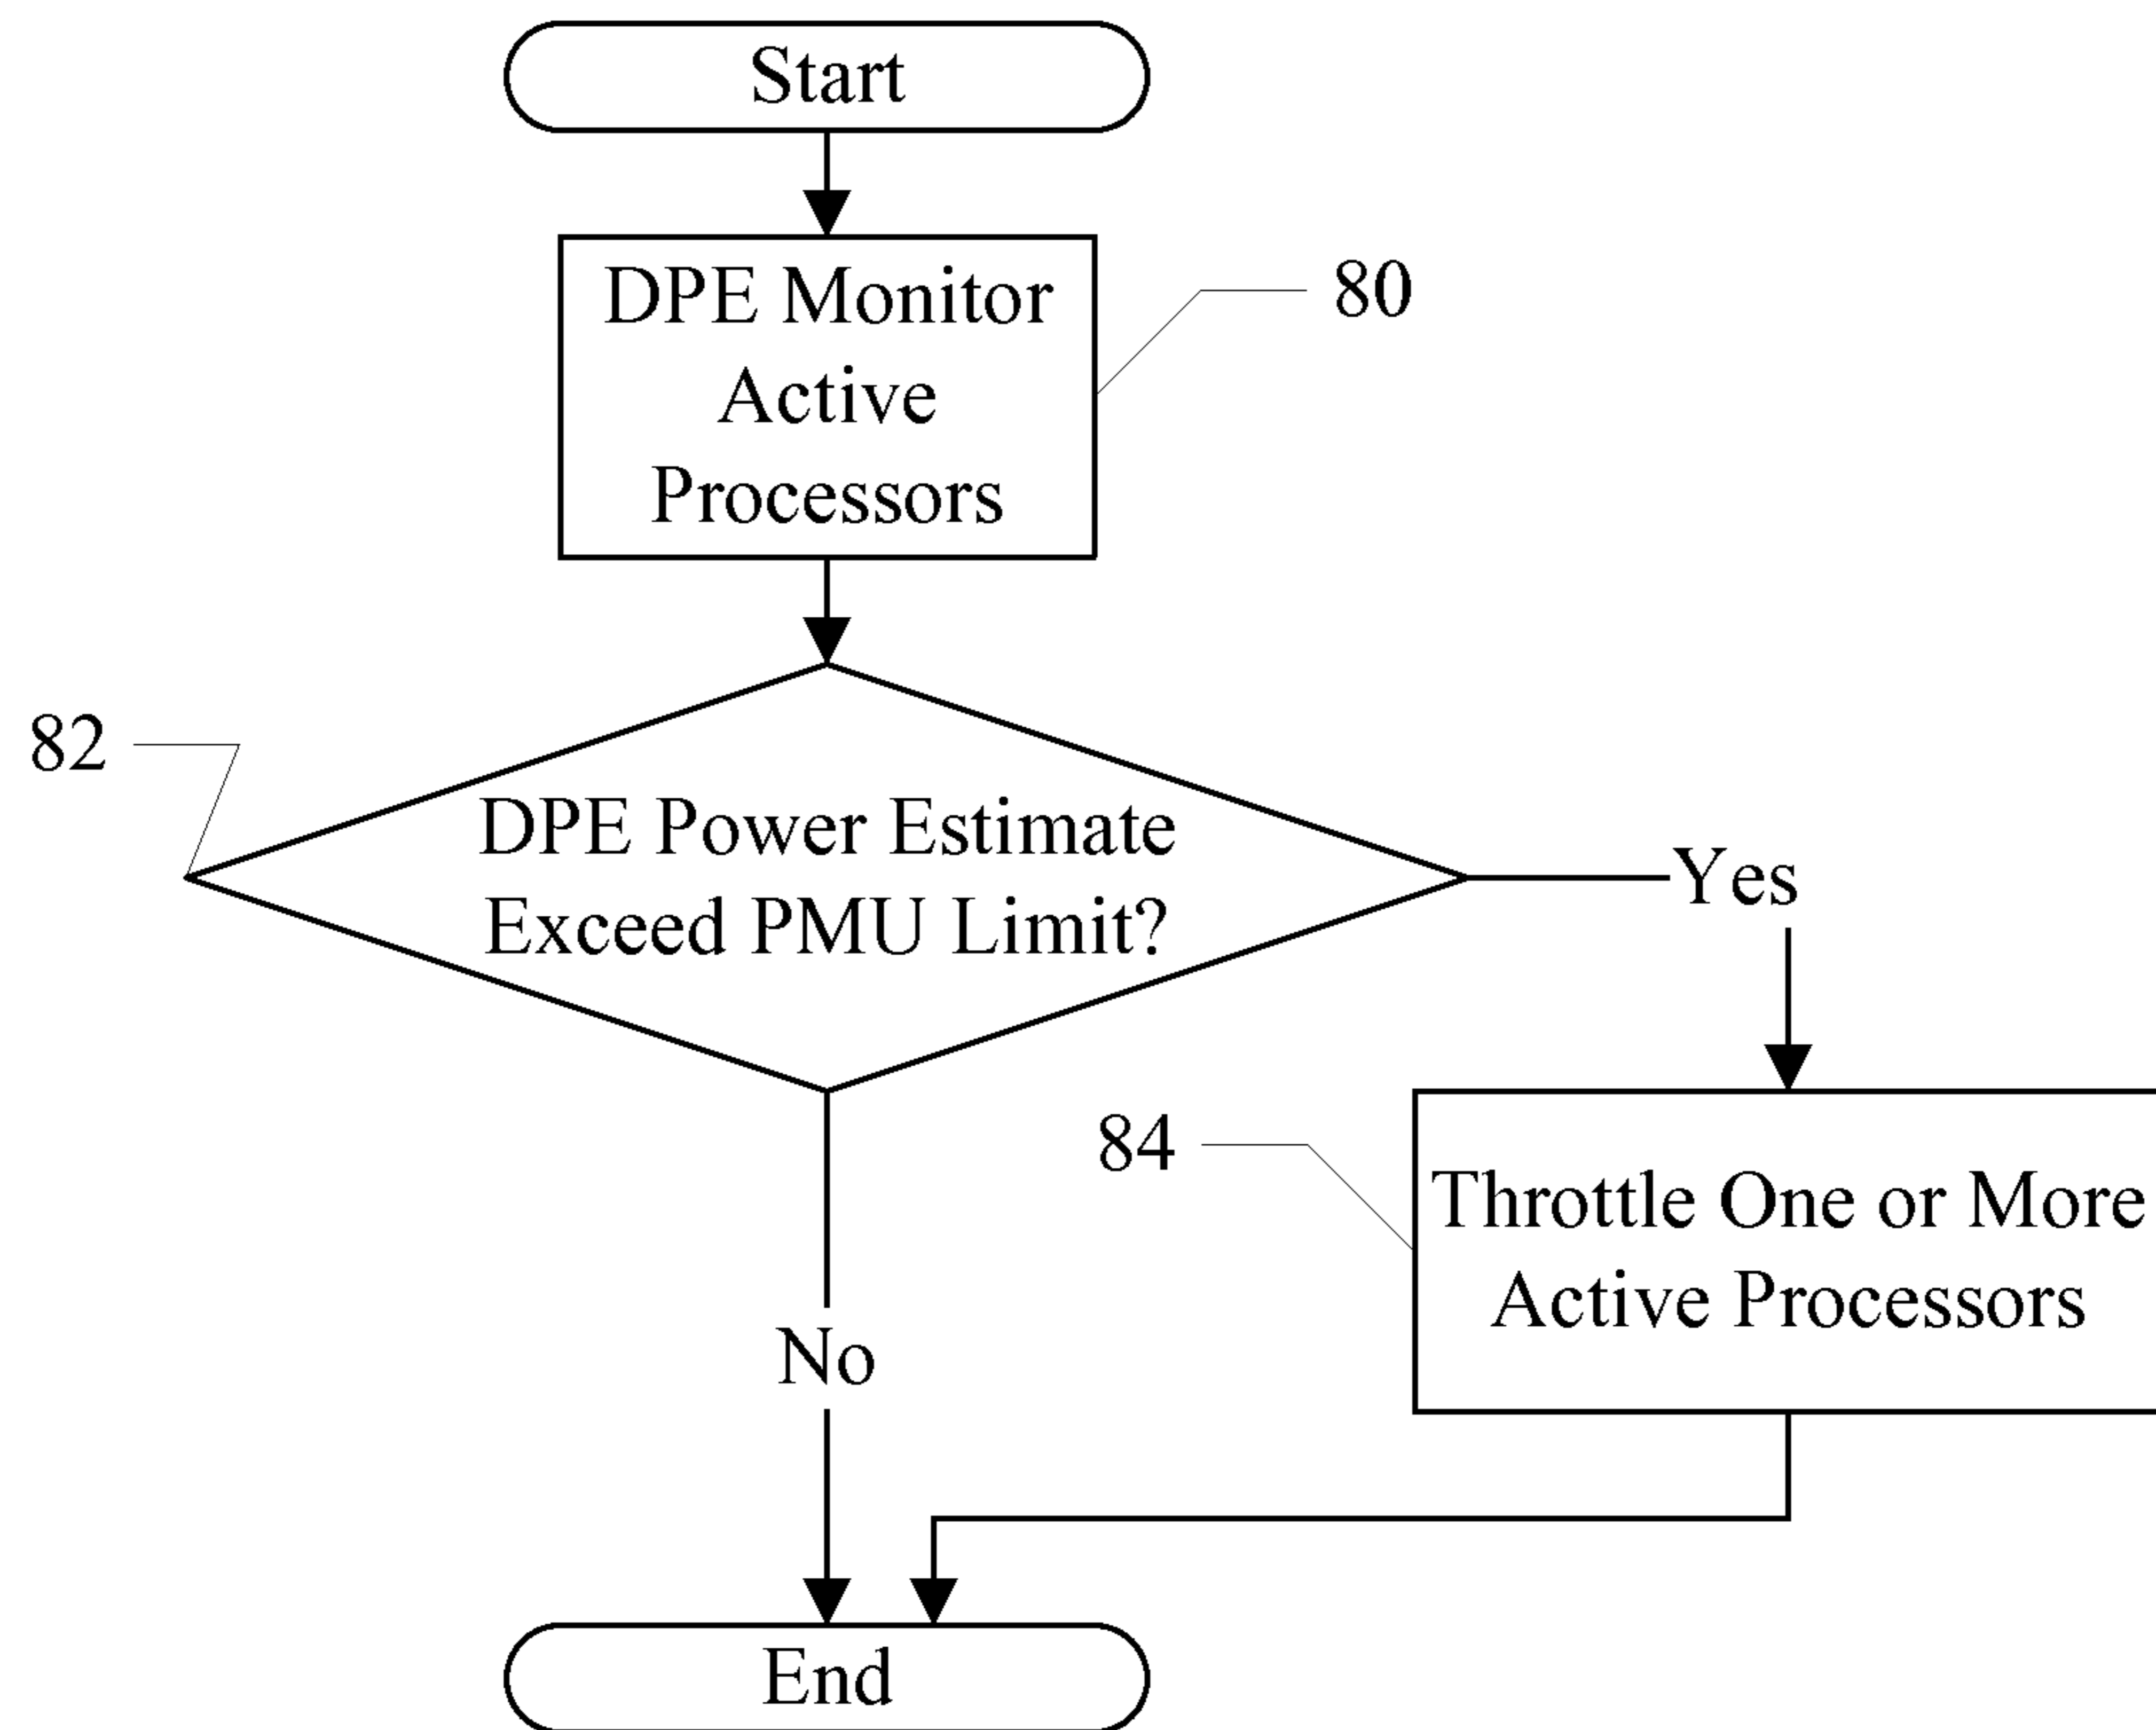 Start
DPE Monitor
Active
Processors
80
82
DPE Power Estimate
Exceed PMU Limit?
Yes
84
Throttle One or More
Active Processors
No
End